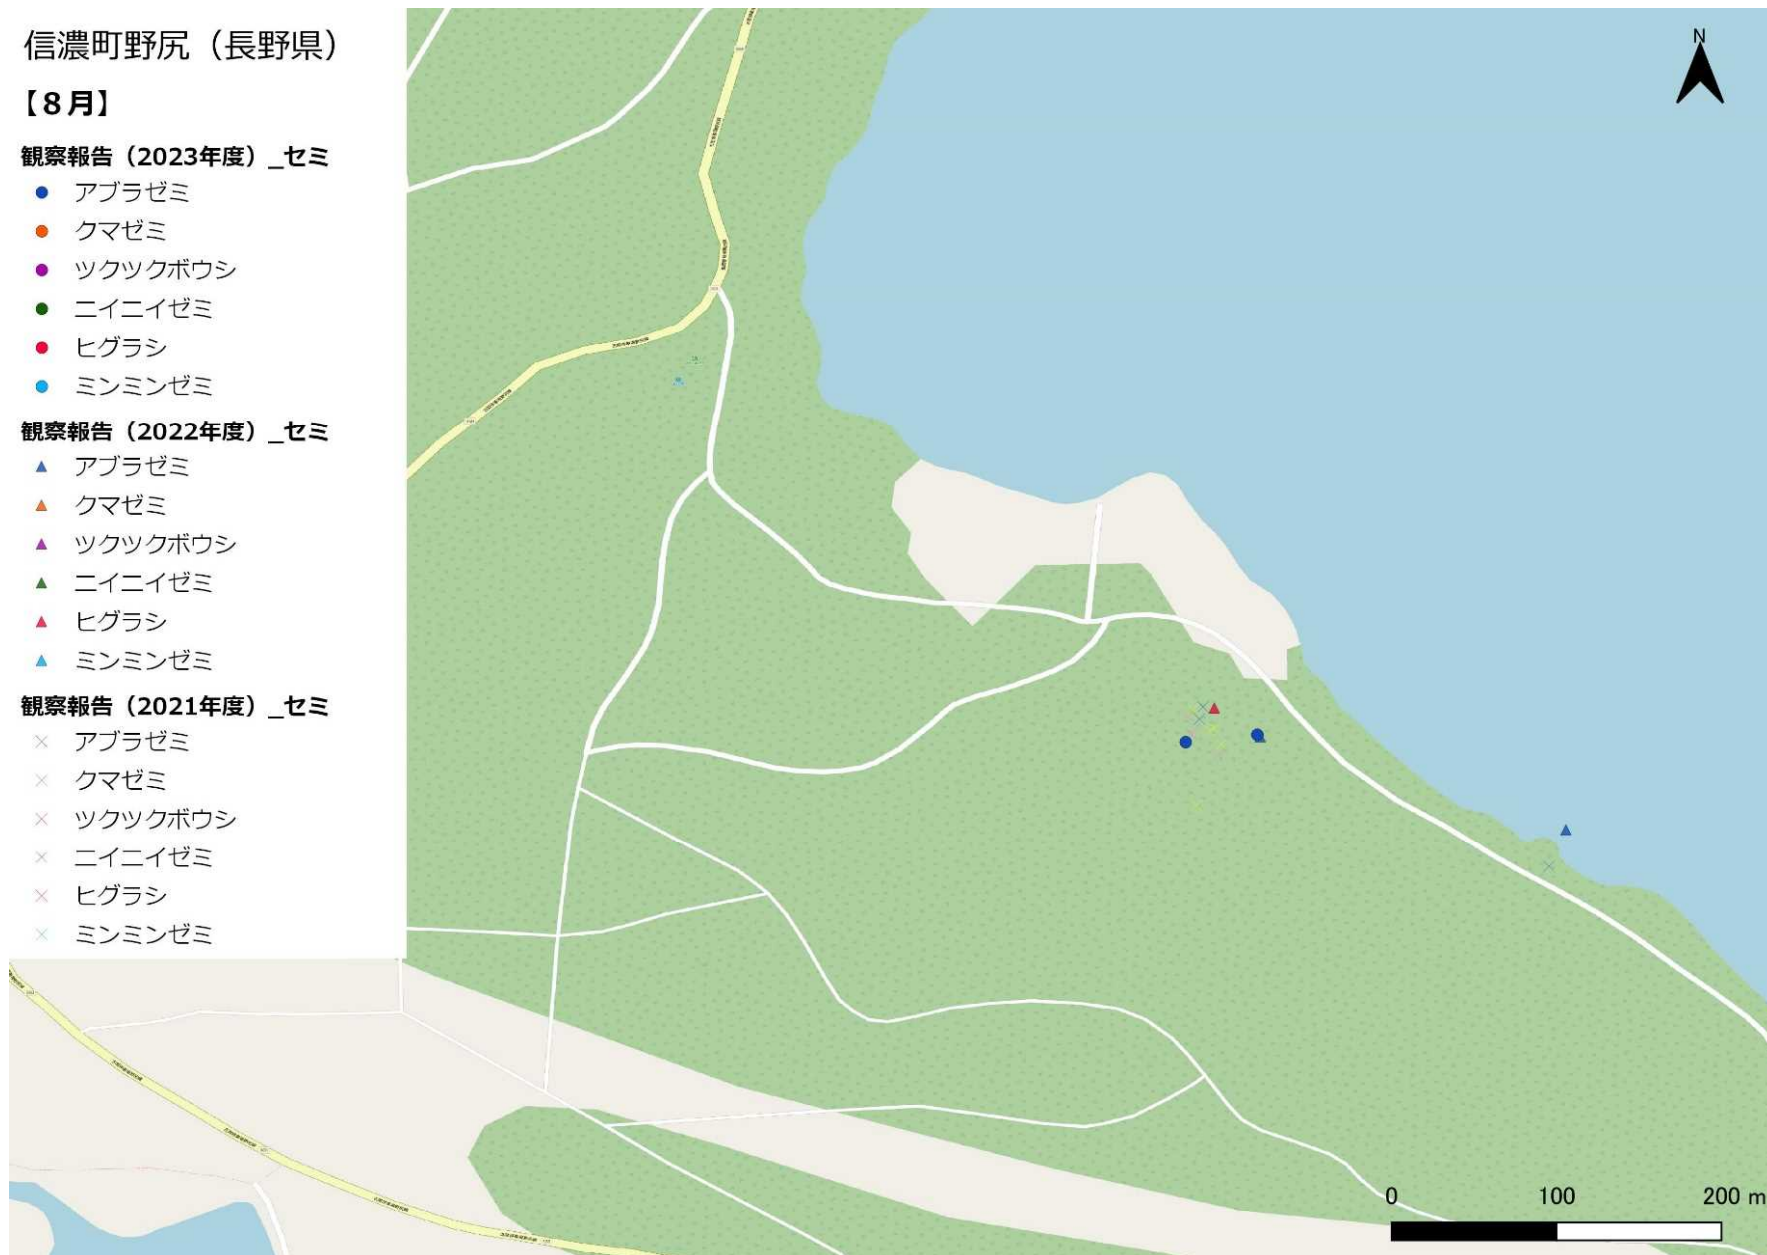 信濃町野尻（長野県）
【８月】
観察報告（2023年度）_セミ
アブラゼミ
クマゼミ
ツクツクボウシ
ニイニイゼミ
ヒグラシ
ミンミンゼミ
観察報告（2022年度）_セミ
アブラゼミ
クマゼミ
ツクツクボウシ
ニイニイゼミ
ヒグラシ
ミンミンゼミ
観察報告（2021年度）_セミ
アブラゼミ
クマゼミ
ツクツクボウシ
ニイニイゼミ
ヒグラシ
ミンミンゼミ
N
0 100 200 m